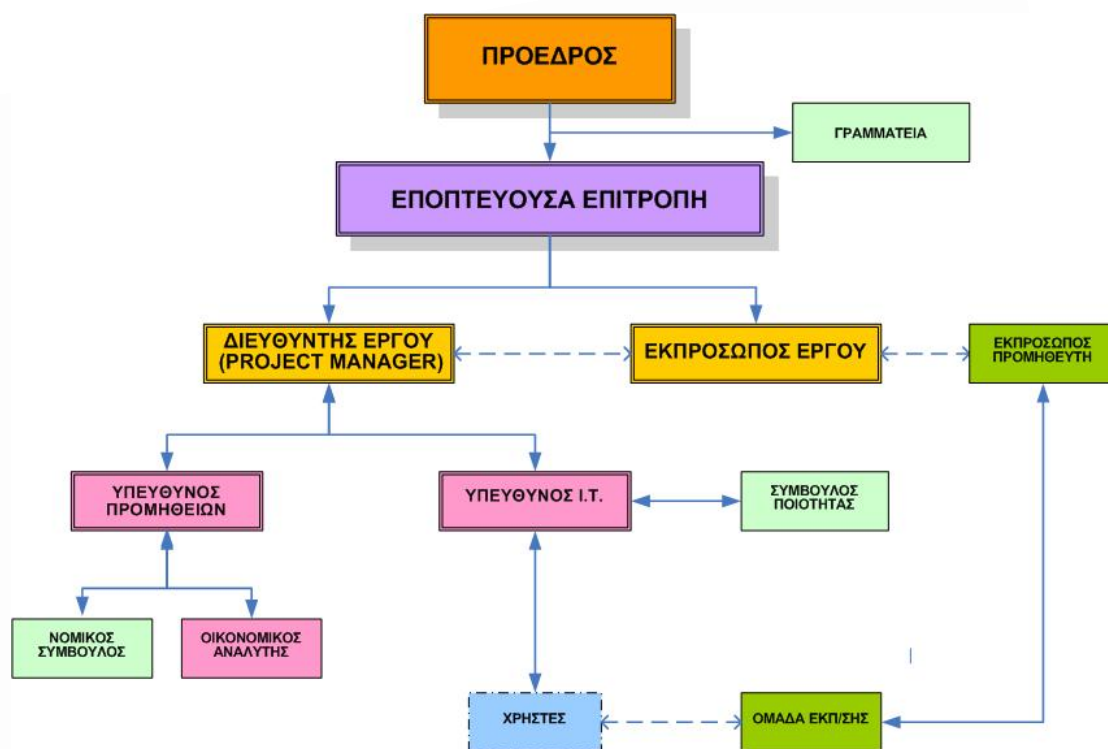 ΠΡΟΕΔΡΟΣ
ΓΡΑΜΜΑΤΕΙΑ
ΕΠΟΠΤΕΥΟΥΣΑ ΕΠΙΤΡΟΠΗ
ΔΙΕΥΘΥΝΤΗΣ ΕΡΓΟΥ
(PROJECT MANAGER)
ΕΚΠΡΟΣΩΠΟΣ ΕΡΓΟΥ
ΕΚΠΡΟΣΩΠΟΣ
ΠΡΟΜΗΘΕΥΤΗ
ΥΠΕΥΘΥΝΟΣ
ΠΡΟΜΗΘΕΙΩΝ
ΥΠΕΥΘΥΝΟΣ Ι.Τ.
ΣΥΜΒΟΥΛΟΣ
ΠΟΙΟΤΗΤΑΣ
ΝΟΜΙΚΟΣ
ΣΥΜΒΟΥΛΟΣ
ΟΙΚΟΝΟΜΙΚΟΣ
ΑΝΑΛΥΤΗΣ
ΧΡΗΣΤΕΣ
ΟΜΑΔΑ ΕΚΠ/ΣΗΣ